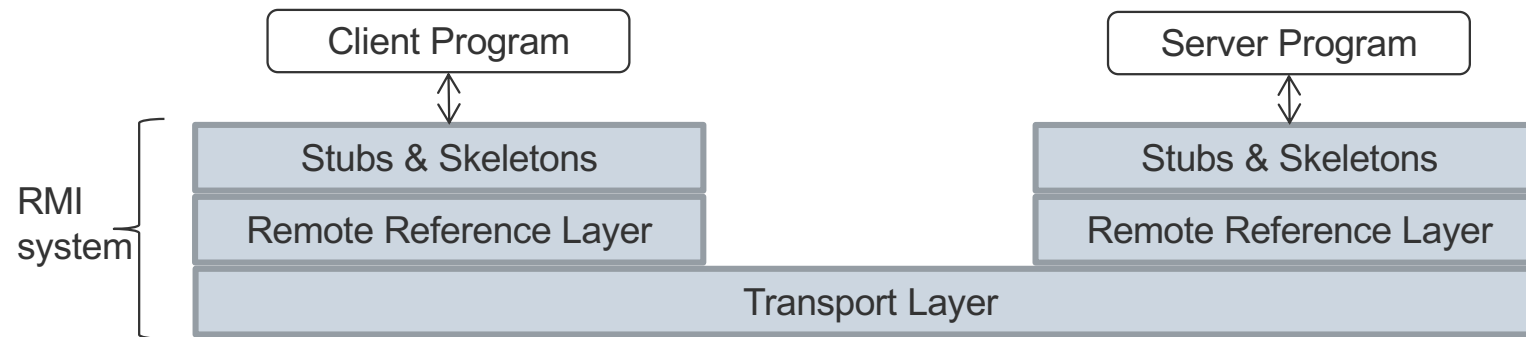 Client Program
Server Program
Stubs & Skeletons
Stubs & Skeletons
RMI
system
Remote Reference Layer
Remote Reference Layer
Transport Layer